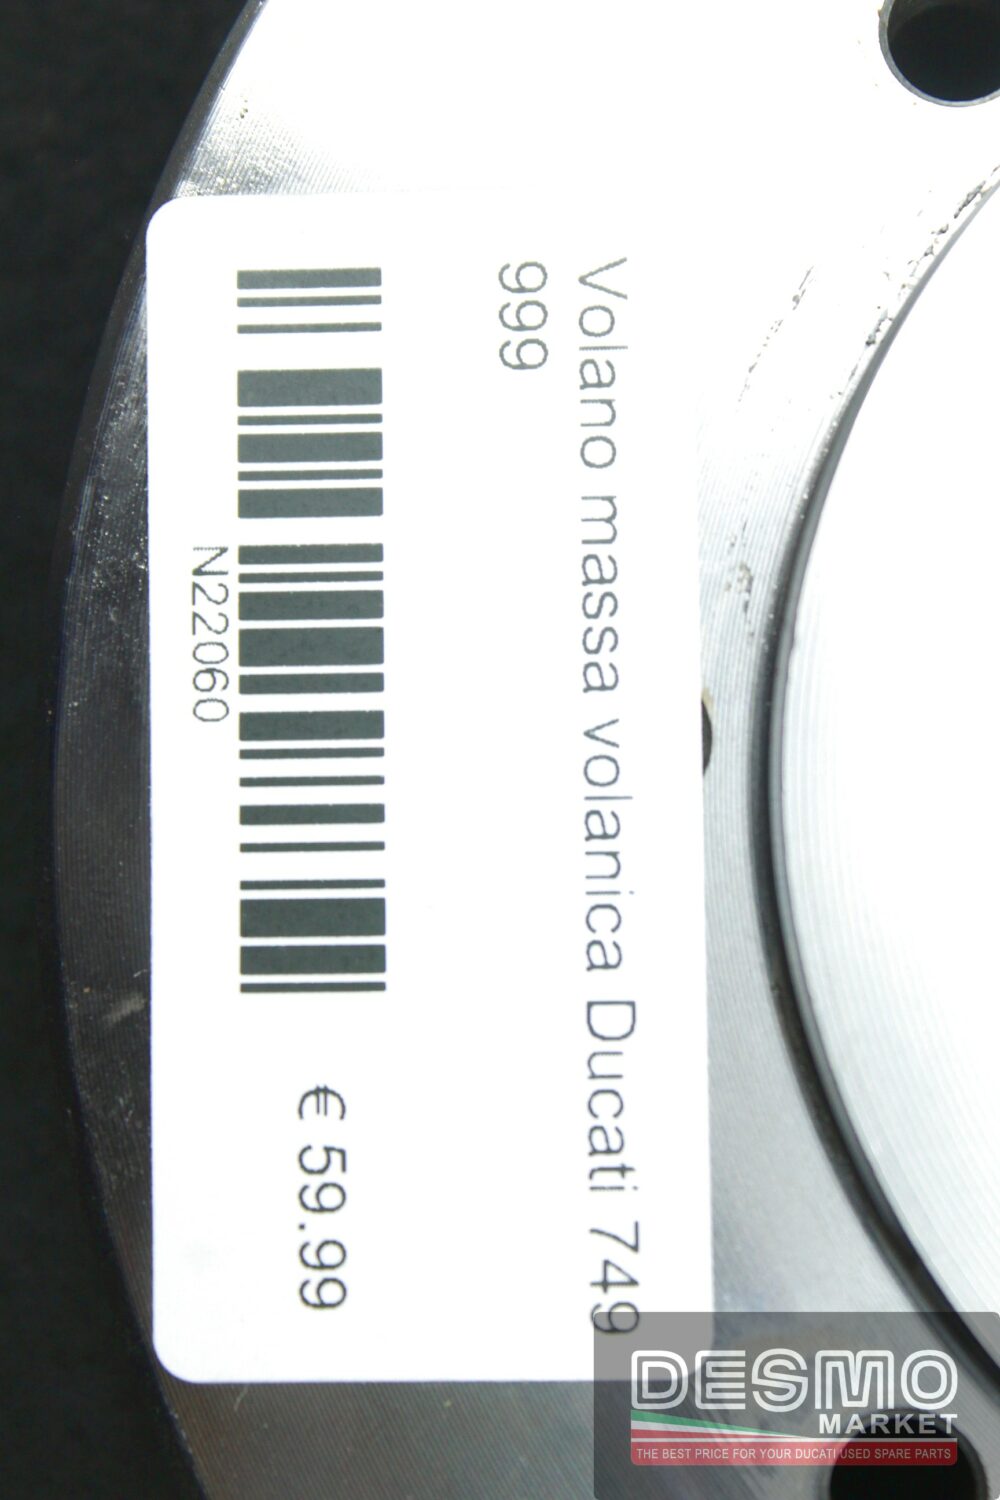 Volano massa volanica Ducati 749
999
N22060
€ 59.99
DESMO
MARKET
THE BEST PRICE FOR YOUR DUCATI USED SPARE PARTS